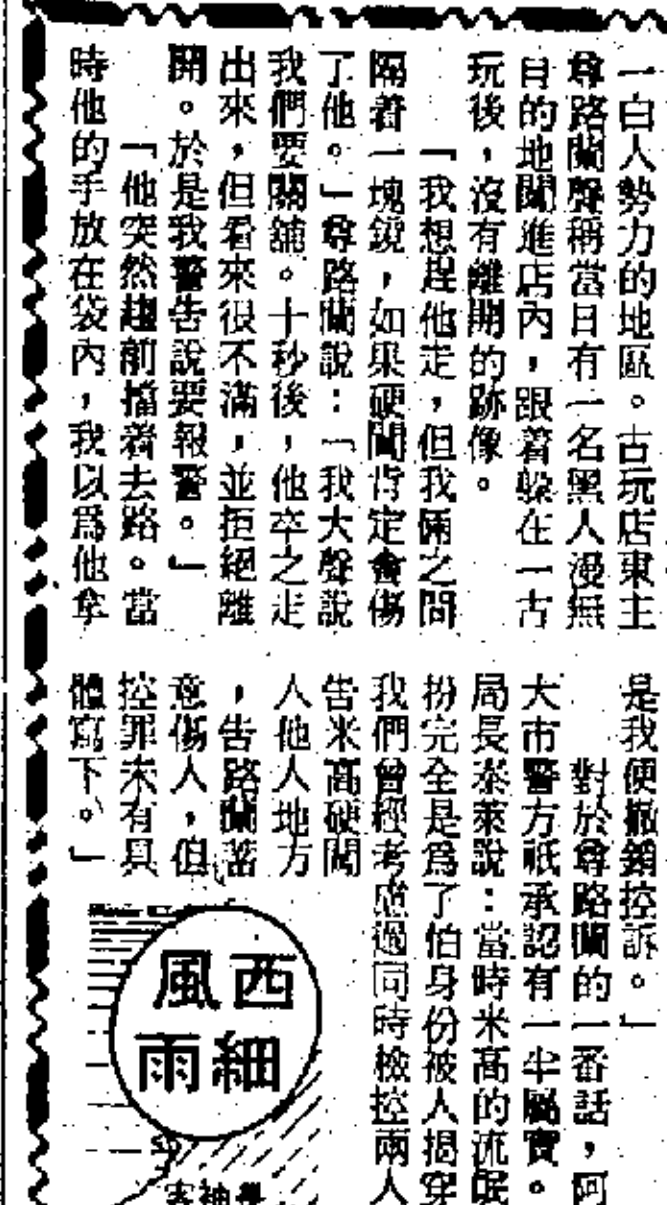 一白人勢力的地區。古玩店東主
尊路蘭聲稱當日有一名黑人漫無
目的地闖進店內,跟着躱在一古
玩後,沒有離開的跡像。
「我想趕他走,但我倆之間
隔着一塊鏡,如果硬闖肯定會傷
了他。」尊路蘭說:「我大聲說
我們要關舖。十秒後,他卒之走
出來,但看來很不滿,並拒絕離
開。於是我警告說要報警。」
「他突然趨前擋着去路。當
時他的手放在袋內,我以爲他拿
是我便撤銷控訴。」
對於尊路蘭的一番話,阿
大市警方祇承認有一半屬實。
局長泰萊說:當時米高的流氓
扮完全是爲了怕身份被人揭穿
我們曾經考慮過同時檢控兩人
告米高硬闖
人他人地方
,告路蘭蓄
意傷人,但
控罪未有具
體寫下。」
西細
風雨